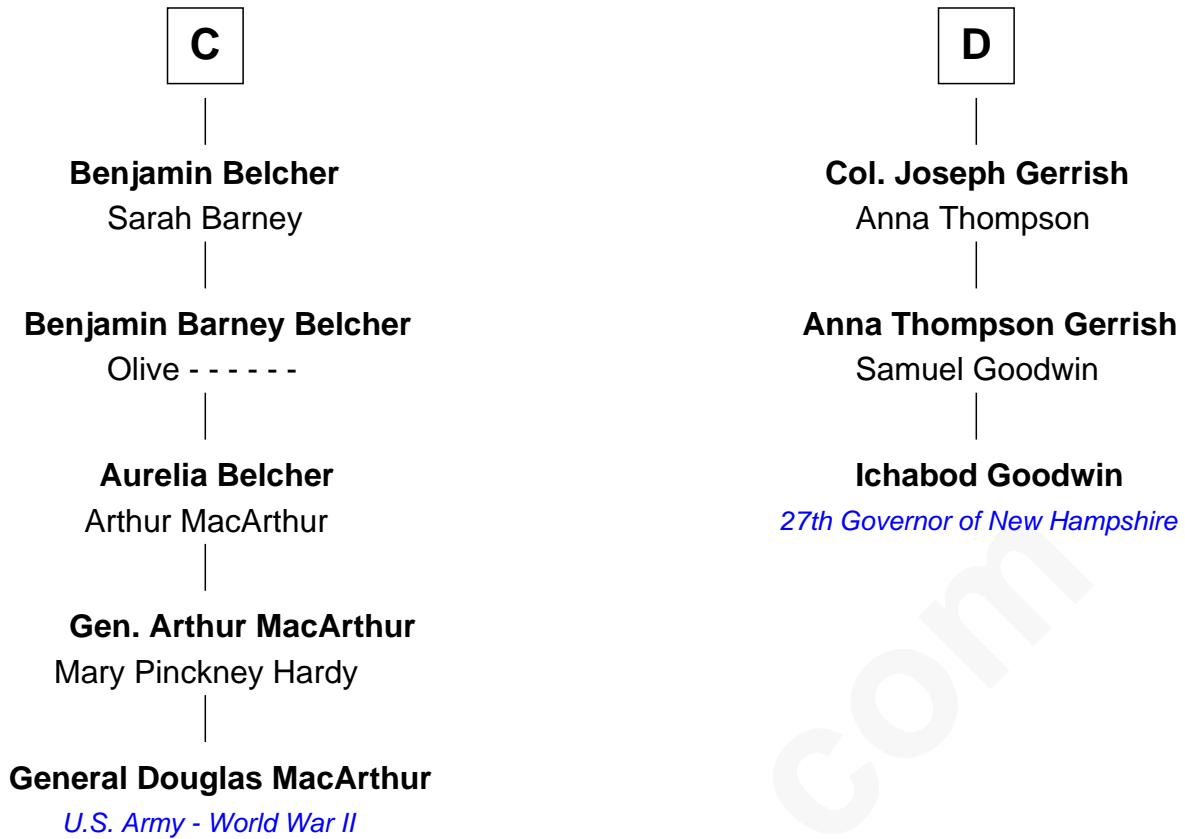 C
Benjamin Belcher
Sarah Barney
Benjamin Barney Belcher
Olive - - - - - -
Aurelia Belcher
Arthur MacArthur
Gen. Arthur MacArthur
Mary Pinckney Hardy
General Douglas MacArthur
U.S. Army - World War II
D
Col. Joseph Gerrish
Anna Thompson
Anna Thompson Gerrish
Samuel Goodwin
Ichabod Goodwin
27th Governor of New Hampshire
com